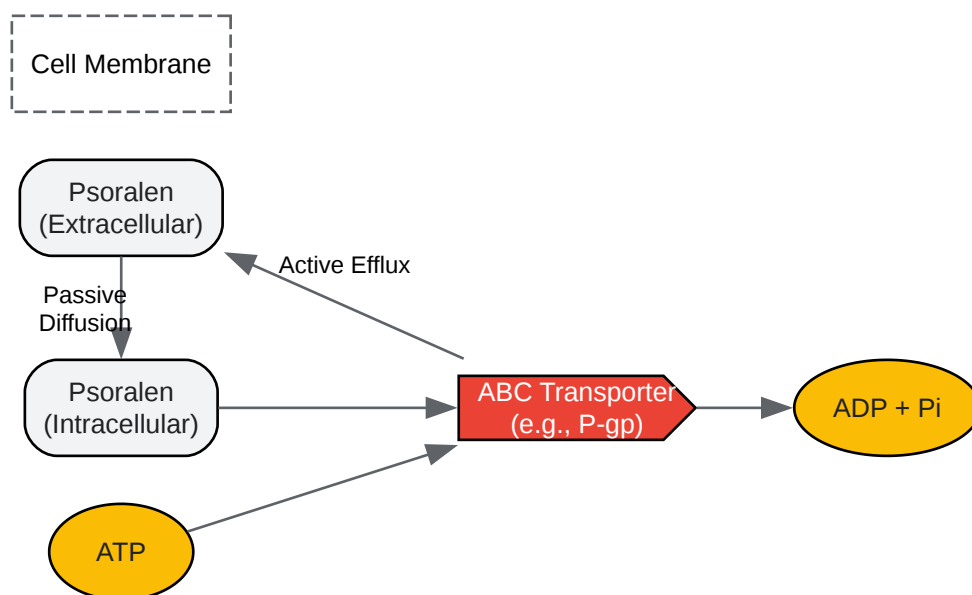 Cell Membrane
Psoralen
(Extracellular)
Active Efflux
Passive
Diffusion
Psoralen
(Intracellular)
ABC Transporter
(e.g., P-gp)
ADP + Pi
ATP